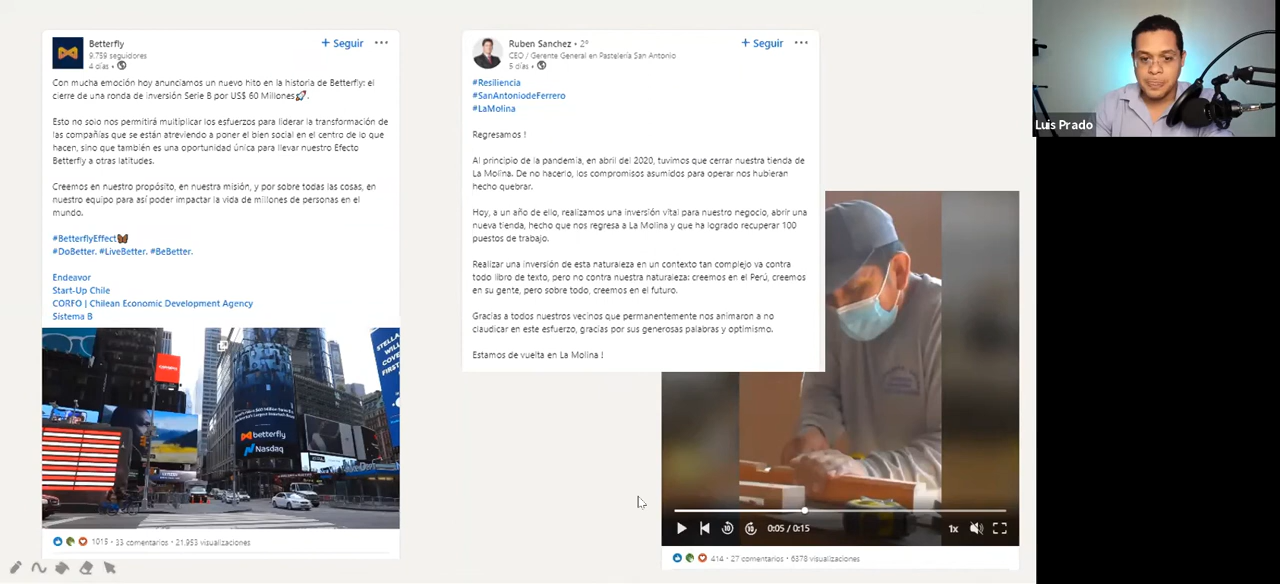 Betterfly
9.759 seguidores
4 días •
+ Seguir
Con mucha emoción hoy anunciamos un nuevo hito en la historia de Betterfly: el
cierre de una ronda de inversión Serie B por US$ 60 Millones🚀.
Esto no solo nos permitirá multiplicar los esfuerzos para liderar la transformación de
las compañías que se están atreviendo a poner el bien social en el centro de lo que
hacen, sino que también es una oportunidad única para llevar nuestro Efecto
Betterfly a otras latitudes.
Creemos en nuestro propósito, en nuestra misión, y por sobre todas las cosas, en
nuestro equipo para así poder impactar la vida de millones de personas en el
mundo.
#BetterflyEffect🦋
#DoBetter. #LiveBetter. #BeBetter.
Endeavor
Start-Up Chile
CORFO | Chilean Economic Development Agency
Sistema B
betterfly
Nasdaq
1015 • 33 comentarios • 21.953 visualizaciones
Ruben Sanchez • 2º
CEO / Gerente General en Pastelería San Antonio
5 días •
+ Seguir
#Resiliencia
#SanAntoniodeFerrero
#LaMolina
Regresamos !
Al principio de la pandemia, en abril del 2020, tuvimos que cerrar nuestra tienda de
La Molina. De no hacerlo, los compromisos asumidos para operar nos hubieran
hecho quebrar.
Hoy, a un año de ello, realizamos una inversión vital para nuestro negocio, abrir una
nueva tienda, hecho que nos regresa a La Molina y que ha logrado recuperar 100
puestos de trabajo.
Realizar una inversión de esta naturaleza en un contexto tan complejo va contra
todo libro de texto, pero no contra nuestra naturaleza: creemos en el Perú, creemos
en su gente, pero sobre todo, creemos en el futuro.
Gracias a todos nuestros vecinos que permanentemente nos animaron a no
claudicar en este esfuerzo, gracias por sus generosas palabras y optimismo.
Estamos de vuelta en La Molina !
0:05 / 0:15
1x
414 • 27 comentarios • 6378 visualizaciones
Luis Prado